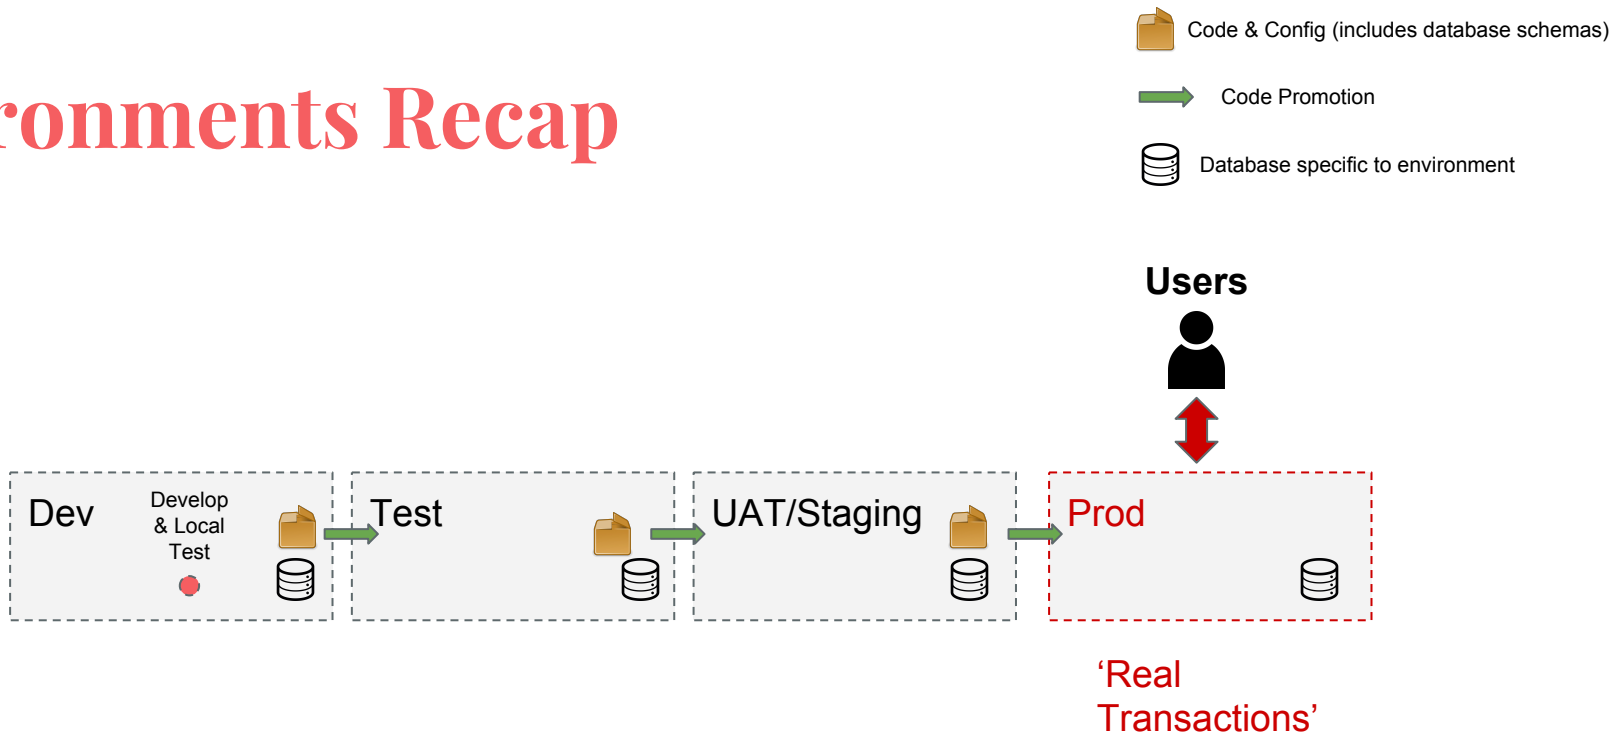 Code & Config (includes database schemas)
ronments Recap
Code Promotion
Database specific to environment
Users
Dev
Develop
& Local
Test
Test
UAT/Staging
Prod
‘Real
Transactions’